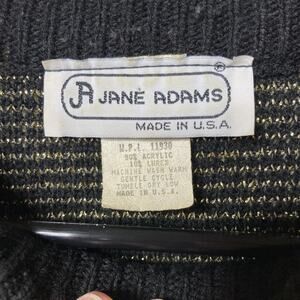 JA JANE ADAMS ®
MADE IN U.S.A.
W.P.L. 11930
90% ACRYLIC
10% LUREX
MACHINE WASH WARM
GENTLE CYCLE
TUMBLE DRY LOW
MADE IN U.S.A.